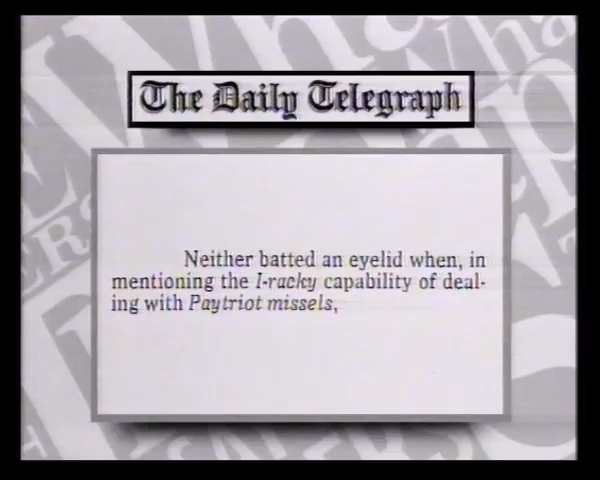 The Daily Telegraph
Neither batted an eyelid when, in
mentioning the I-racky capability of deal-
ing with Paytriot missels,